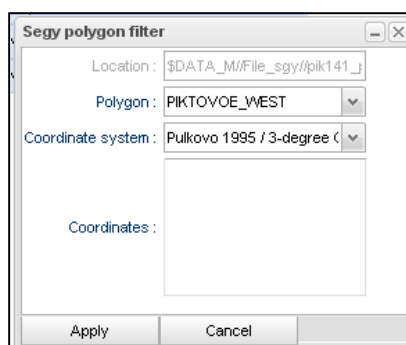 Segy polygon filter
Location : $DATA_M//File_sgy//pik141_
Polygon : PIKTOVOE_WEST
Coordinate system : Pulkovo 1995 / 3-degree
Coordinates :
Apply Cancel